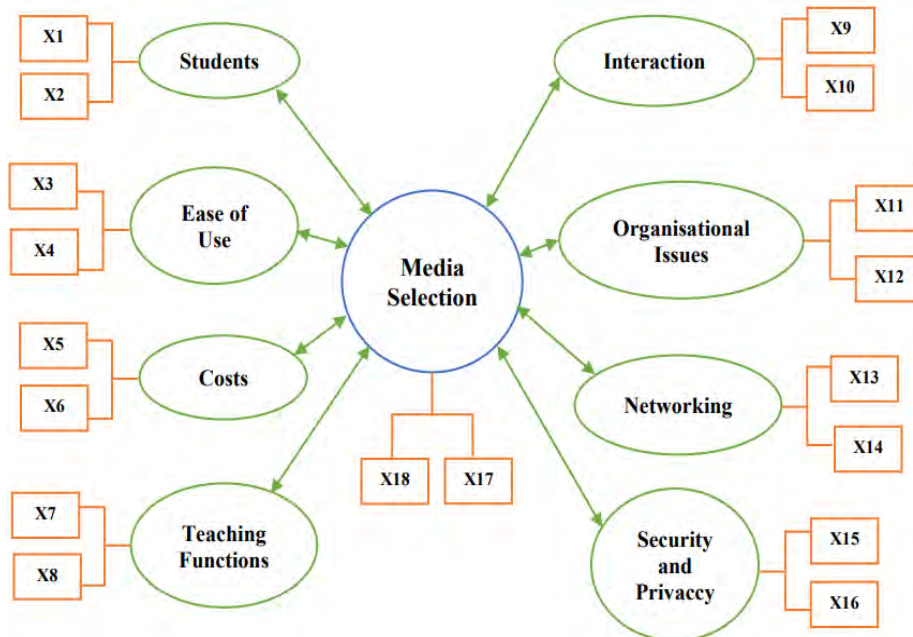 X1
X2
Students
X3
X4
Ease of
Use
X5
X6
Costs
X7
X8
Teaching
Functions
Media
Selection
X18
X17
Interaction
X9
X10
Organisational
Issues
X11
X12
Networking
X13
X14
Security
and
Privaccy
X15
X16